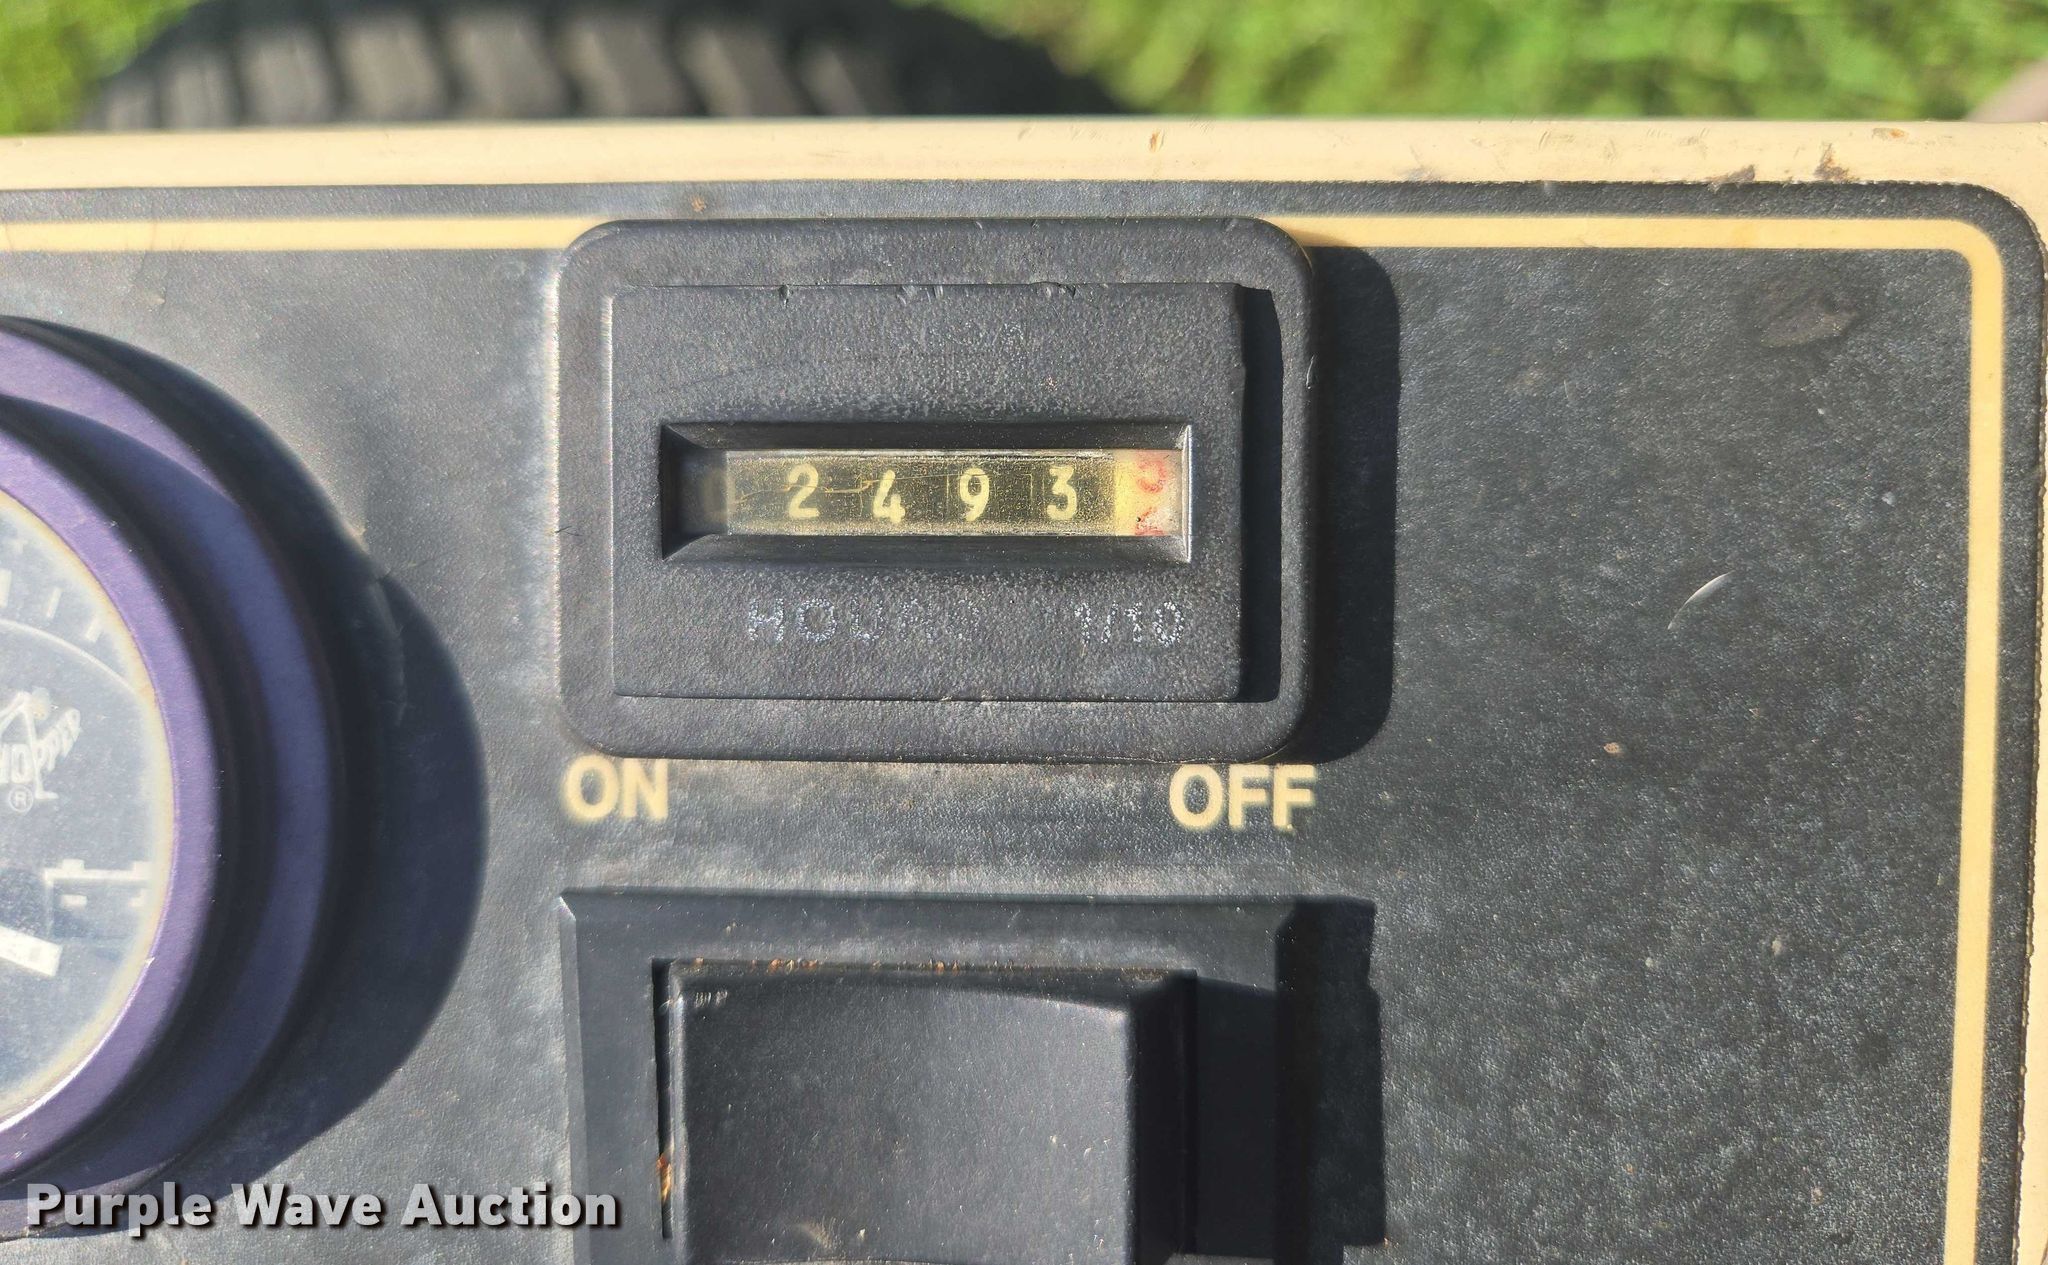 2493
HOURS 1/10
ON OFF
®
Purple Wave Auction